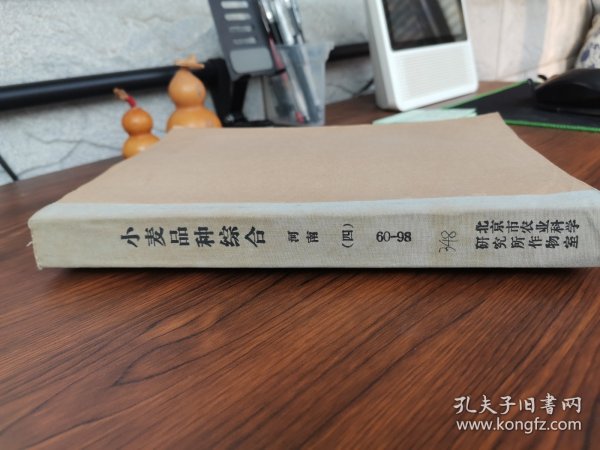 小麦品种综合 河南 (四) 80-98 348
北京市农业科学
研究所作物室
孔夫子旧书网
www.kongfz.com